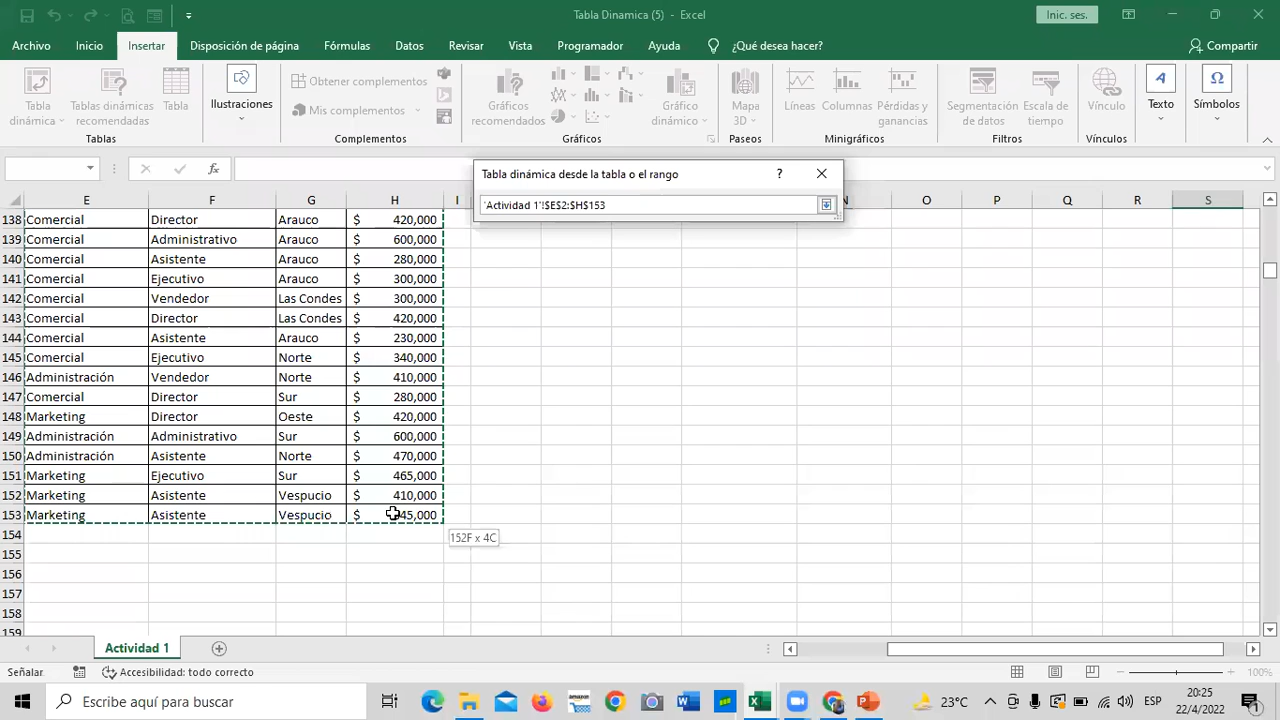 Tabla Dinamica (5) - Excel
Inic. ses.
Archivo Inicio Insertar Disposición de página Fórmulas Datos Revisar Vista Programador Ayuda ¿Qué desea hacer? Compartir
Tabla dinámica
Tablas dinámicas recomendadas
Tabla
Tablas
Ilustraciones
Obtener complementos
Mis complementos
Complementos
Gráficos recomendados
Gráfico dinámico
Gráficos
Mapa 3D
Paseos
Líneas
Columnas
Pérdidas y ganancias
Minigráficos
Segmentación de datos
Escala de tiempo
Filtros
Vínculo
Vínculos
A
Texto
Ω
Símbolos
fx
Tabla dinámica desde la tabla o el rango ?
'Actividad 1'!$E$2:$H$153
E F G H I N O P Q R S
138 Comercial Director Arauco $ 420,000
139 Comercial Administrativo Arauco $ 600,000
140 Comercial Asistente Arauco $ 280,000
141 Comercial Ejecutivo Arauco $ 300,000
142 Comercial Vendedor Las Condes $ 300,000
143 Comercial Director Las Condes $ 420,000
144 Comercial Asistente Arauco $ 230,000
145 Comercial Ejecutivo Norte $ 340,000
146 Administración Vendedor Norte $ 410,000
147 Comercial Director Sur $ 280,000
148 Marketing Director Oeste $ 420,000
149 Administración Administrativo Sur $ 600,000
150 Administración Asistente Norte $ 470,000
151 Marketing Ejecutivo Sur $ 465,000
152 Marketing Asistente Vespucio $ 410,000
153 Marketing Asistente Vespucio $
154
152F x 4C
155
156
157
158
159
Actividad 1
Señalar Accesibilidad: todo correcto 100%
Escribe aquí para buscar
23°C
ESP
20:25
22/4/2022